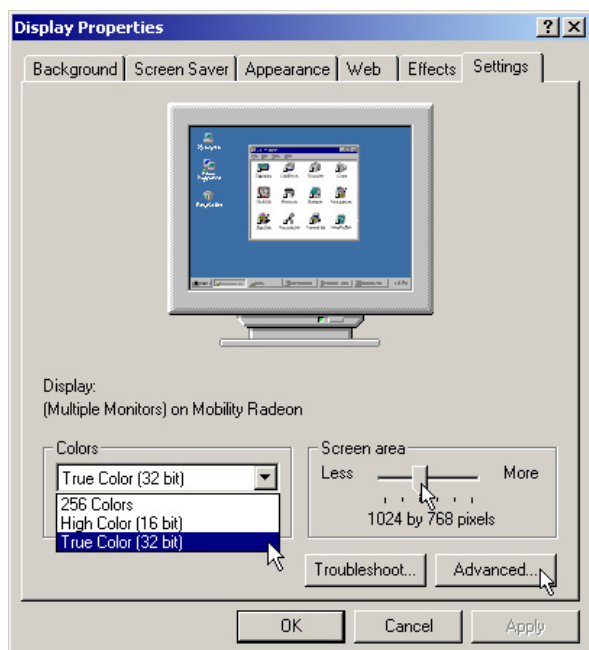 Display Properties
Background Screen Saver Appearance Web Effects Settings
Display:
(Multiple Monitors) on Mobility Radeon
Colors
True Color (32 bit)
256 Colors
High Color (16 bit)
True Color (32 bit)
Screen area
Less More
1024 by 768 pixels
Troubleshoot... Advanced...
OK Cancel Apply